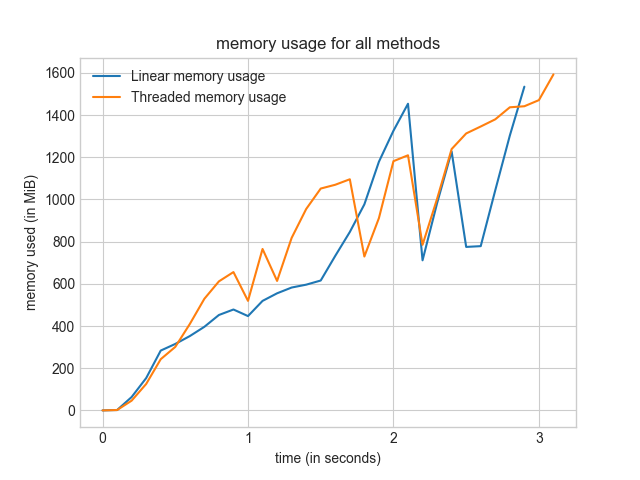 memory usage for all methods
Linear memory usage
Threaded memory usage
1600
1400
1200
1000
800
600
400
200
0
memory used (in MiB)
0 1 2 3
time (in seconds)